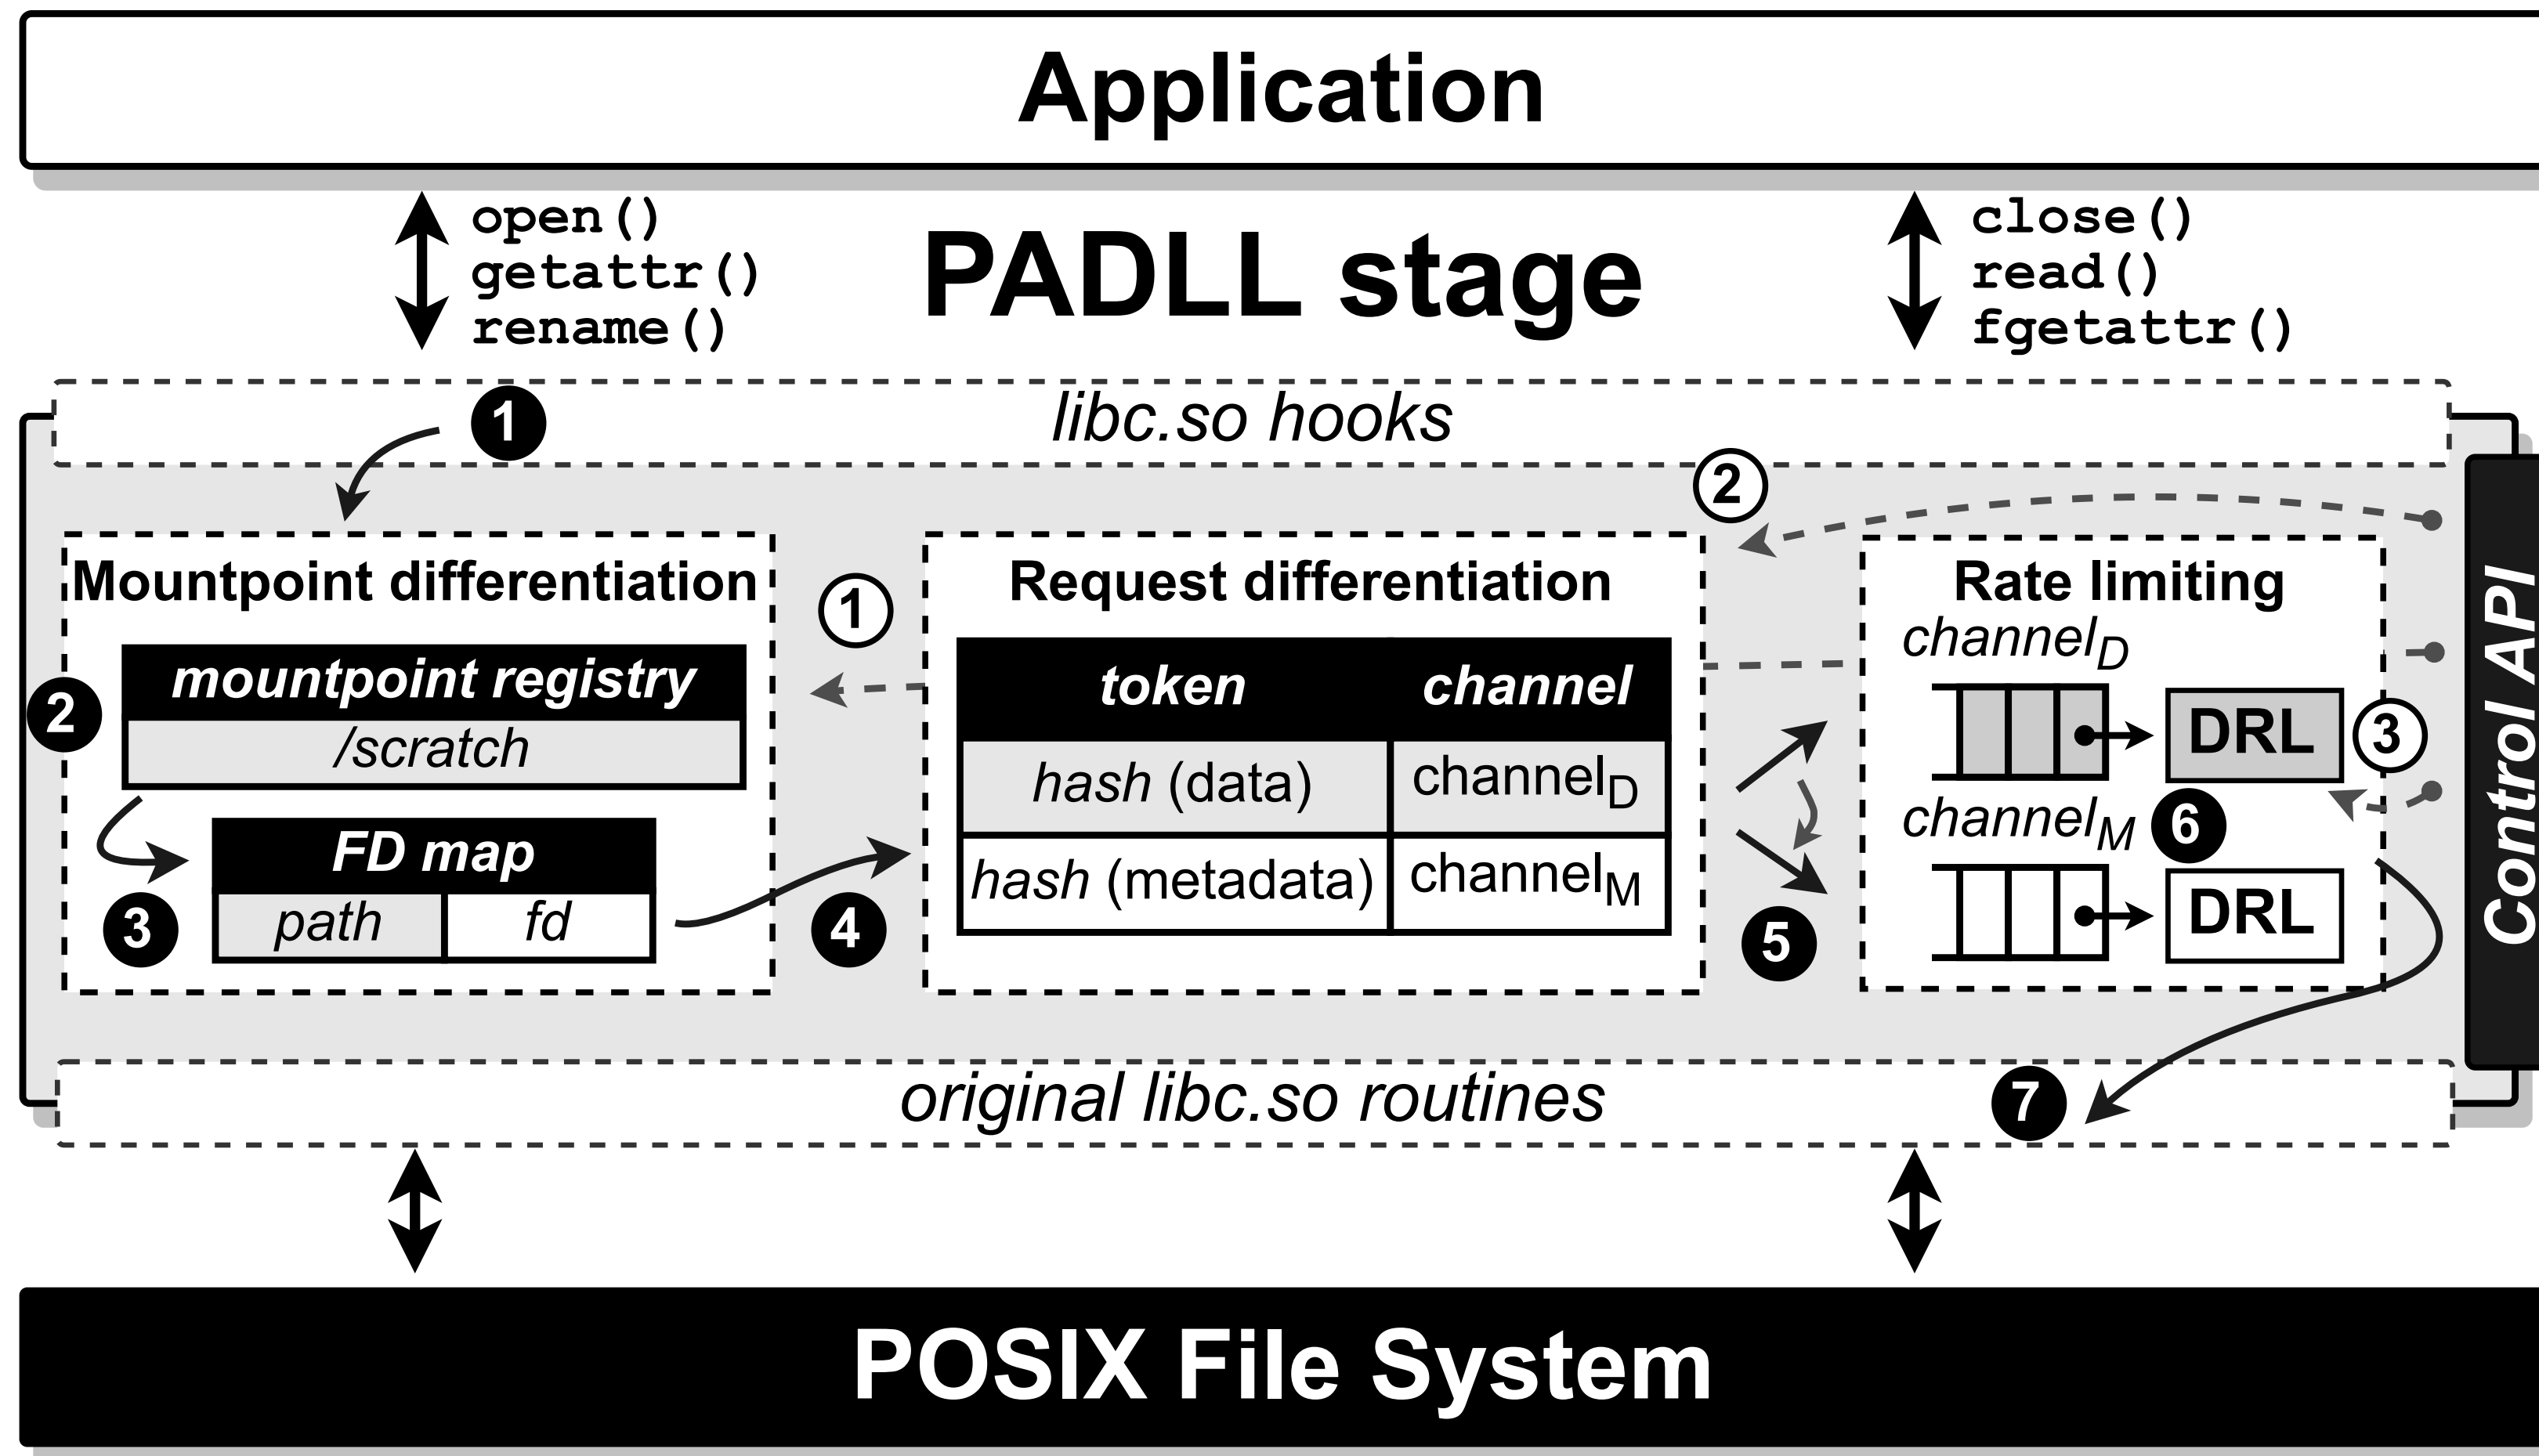 Application
open()
getattr()
rename()
PADLL stage
close()
read()
fgetattr()
1
libc.so hooks
2
Mountpoint differentiation
1
Request differentiation
Rate limiting
2
mountpoint registry
/scratch
3
FD map
path fd
4
token channel
hash (data) channelD
hash (metadata) channelM
5
channelD
DRL
3
channelM
6
DRL
Control API
original libc.so routines
7
POSIX File System